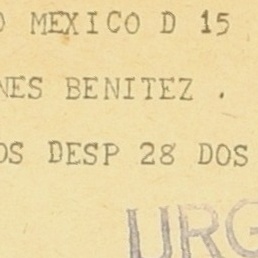 O MEXICO D 15
NES BENITEZ .
OS DESP 28 DOS
URG